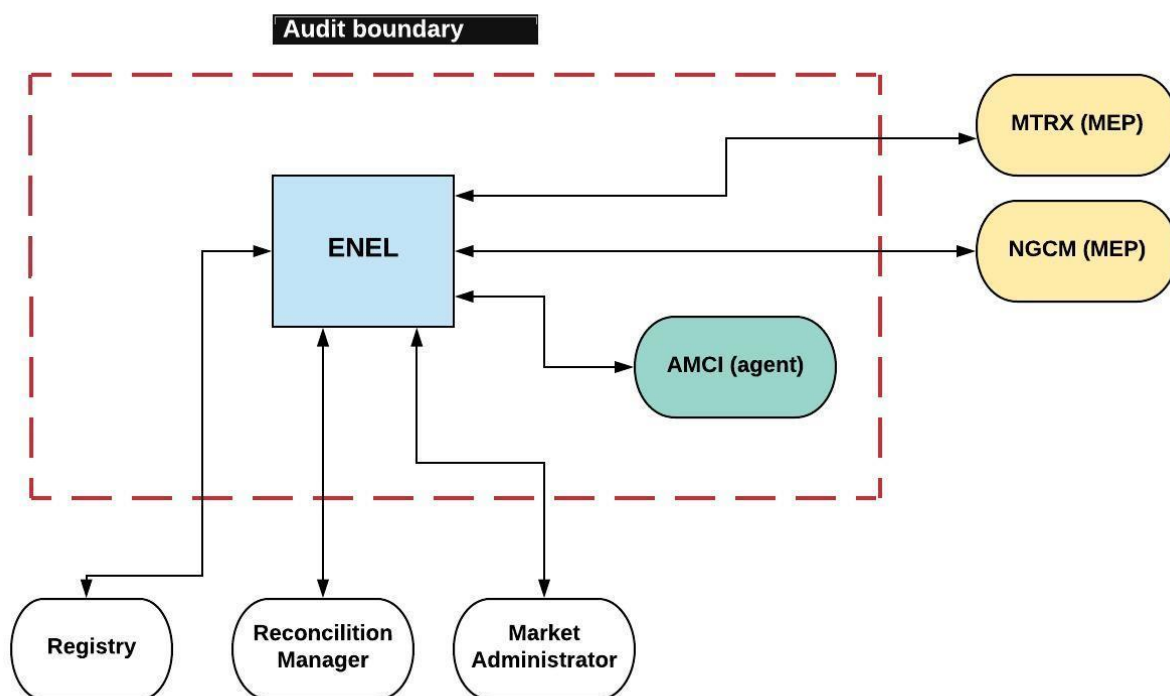 Audit boundary
MTRX (MEP)
ENEL
NGCM (MEP)
AMCI (agent)
Registry
Reconcilition
Manager
Market
Administrator